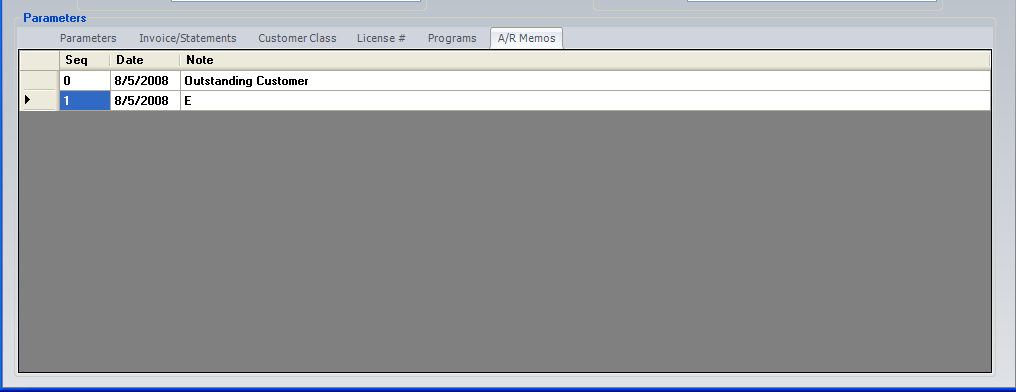 Parameters
Parameters Invoice/Statements Customer Class License # Programs A/R Memos
Seq Date Note
0 8/5/2008 Outstanding Customer
1 8/5/2008 E